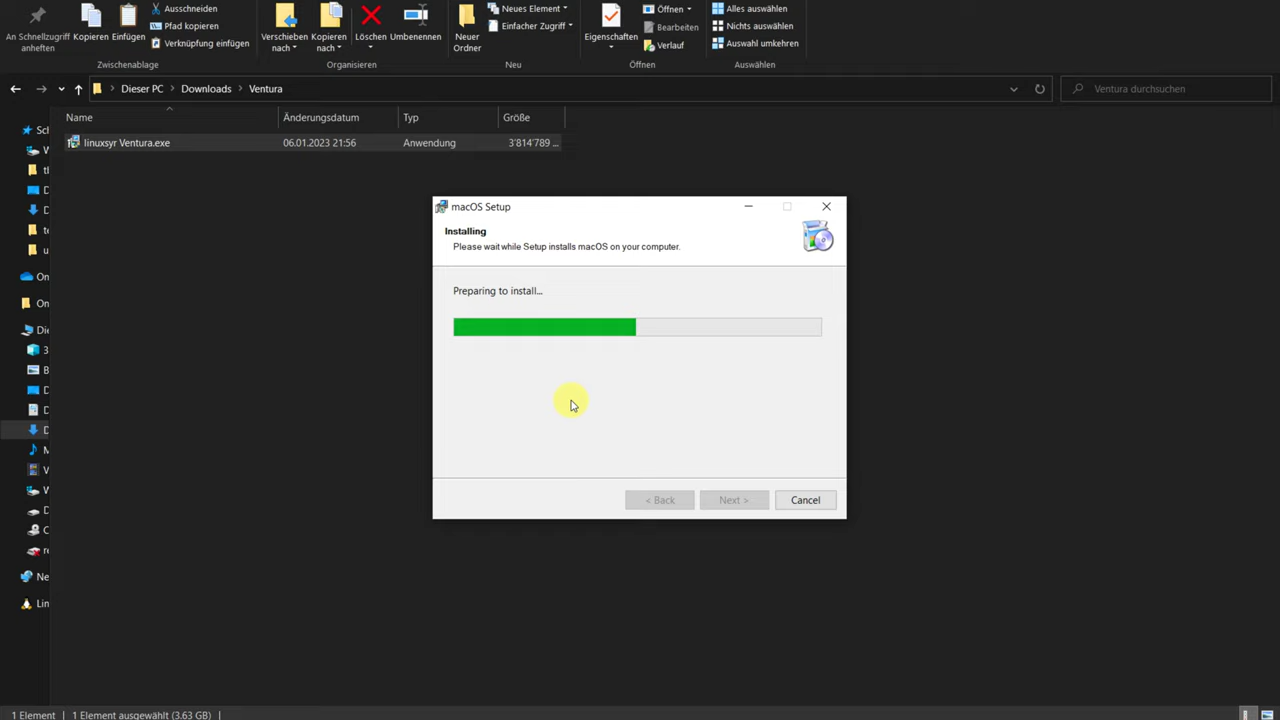 An Schnellzugriff
anheften
Kopieren
Einfügen
Ausschneiden
Pfad kopieren
Verknüpfung einfügen
Zwischenablage
Verschieben
nach
Kopieren
nach
Löschen
Umbenennen
Organisieren
Neuer
Ordner
Neues Element
Einfacher Zugriff
Neu
Eigenschaften
Öffnen
Bearbeiten
Verlauf
Öffnen
Alles auswählen
Nichts auswählen
Auswahl umkehren
Auswählen
Dieser PC > Downloads > Ventura
Ventura durchsuchen
Name Änderungsdatum Typ Größe
linuxsyr Ventura.exe 06.01.2023 21:56 Anwendung 3'814'789 ...
macOS Setup
Installing
Please wait while Setup installs macOS on your computer.
Preparing to install...
< Back Next > Cancel
1 Element 1 Element ausgewählt (3.63 GB)